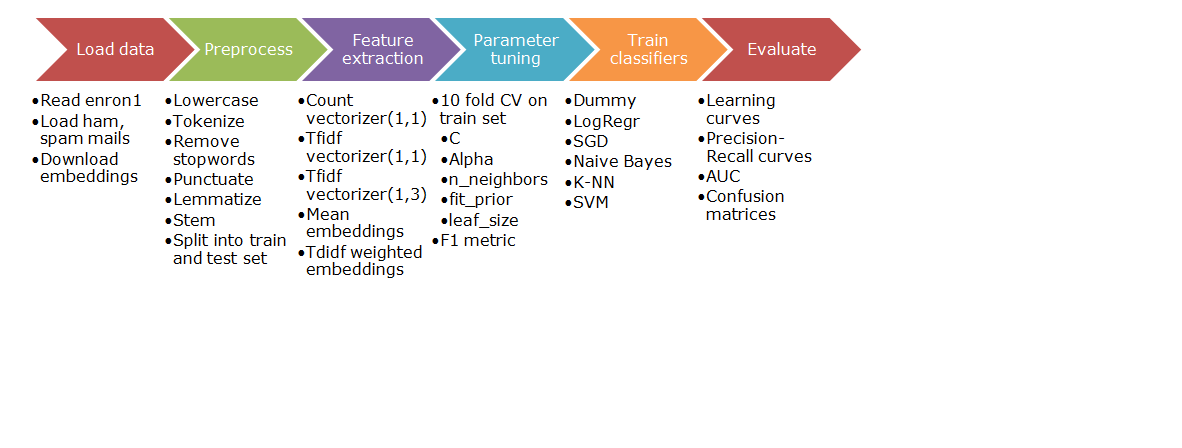 Load data
•Read enron1
•Load ham,
spam mails
•Download
embeddings
Preprocess
•Lowercase
•Tokenize
•Remove
stopwords
•Punctuate
•Lemmatize
•Stem
•Split into train
and test set
Feature
extraction
•Count
vectorizer(1,1)
•Tfidf
vectorizer(1,1)
•Tfidf
vectorizer(1,3)
•Mean
embeddings
•Tdidf weighted
embeddings
Parameter
tuning
•10 fold CV on
train set
•C
•Alpha
•n_neighbors
•fit_prior
•leaf_size
•F1 metric
Train
classifiers
•Dummy
•LogRegr
•SGD
•Naive Bayes
•K-NN
•SVM
Evaluate
•Learning
curves
•Precision-
Recall curves
•AUC
•Confusion
matrices